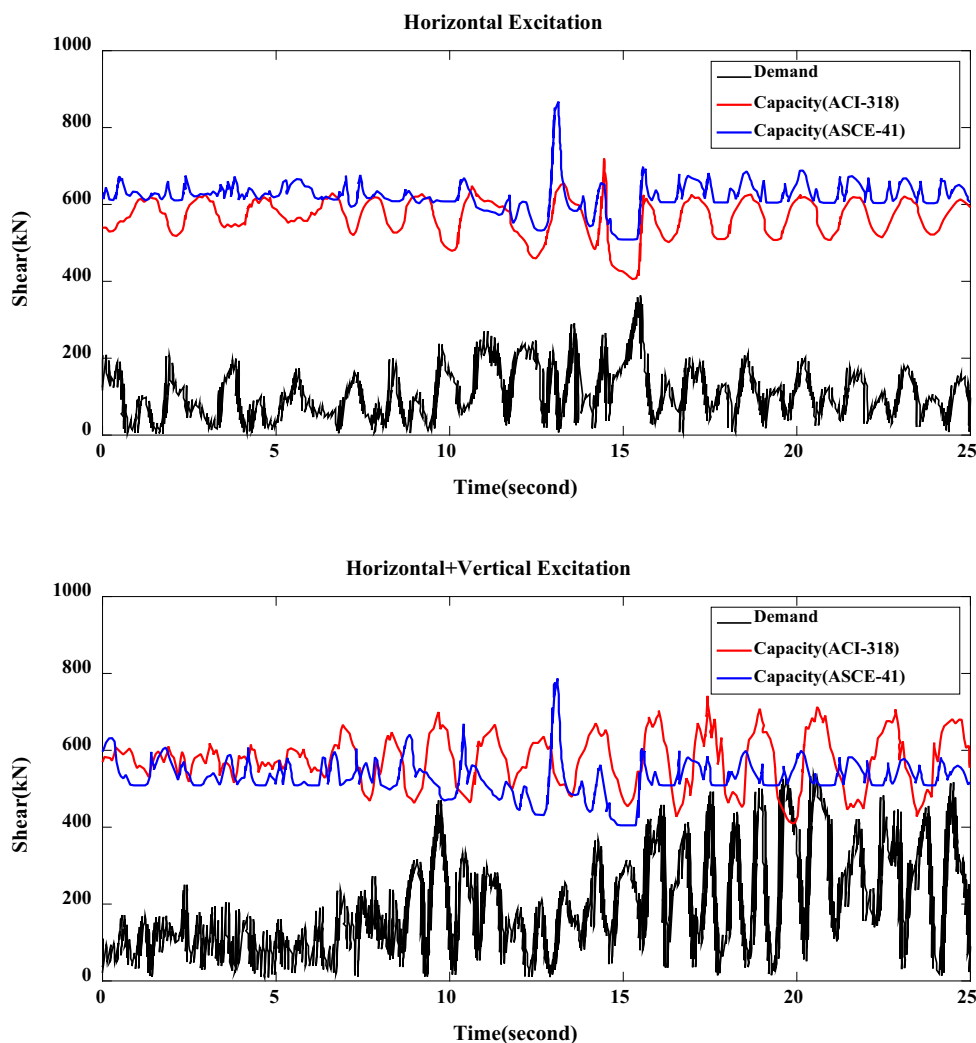 Horizontal Excitation
1000
800
600
400
200
0
Shear(kN)
Demand
Capacity(ACI-318)
Capacity(ASCE-41)
0 5 10 15 20 25
Time(second)
Horizontal+Vertical Excitation
1000
800
600
400
200
0
Shear(kN)
Demand
Capacity(ACI-318)
Capacity(ASCE-41)
0 5 10 15 20 25
Time(second)